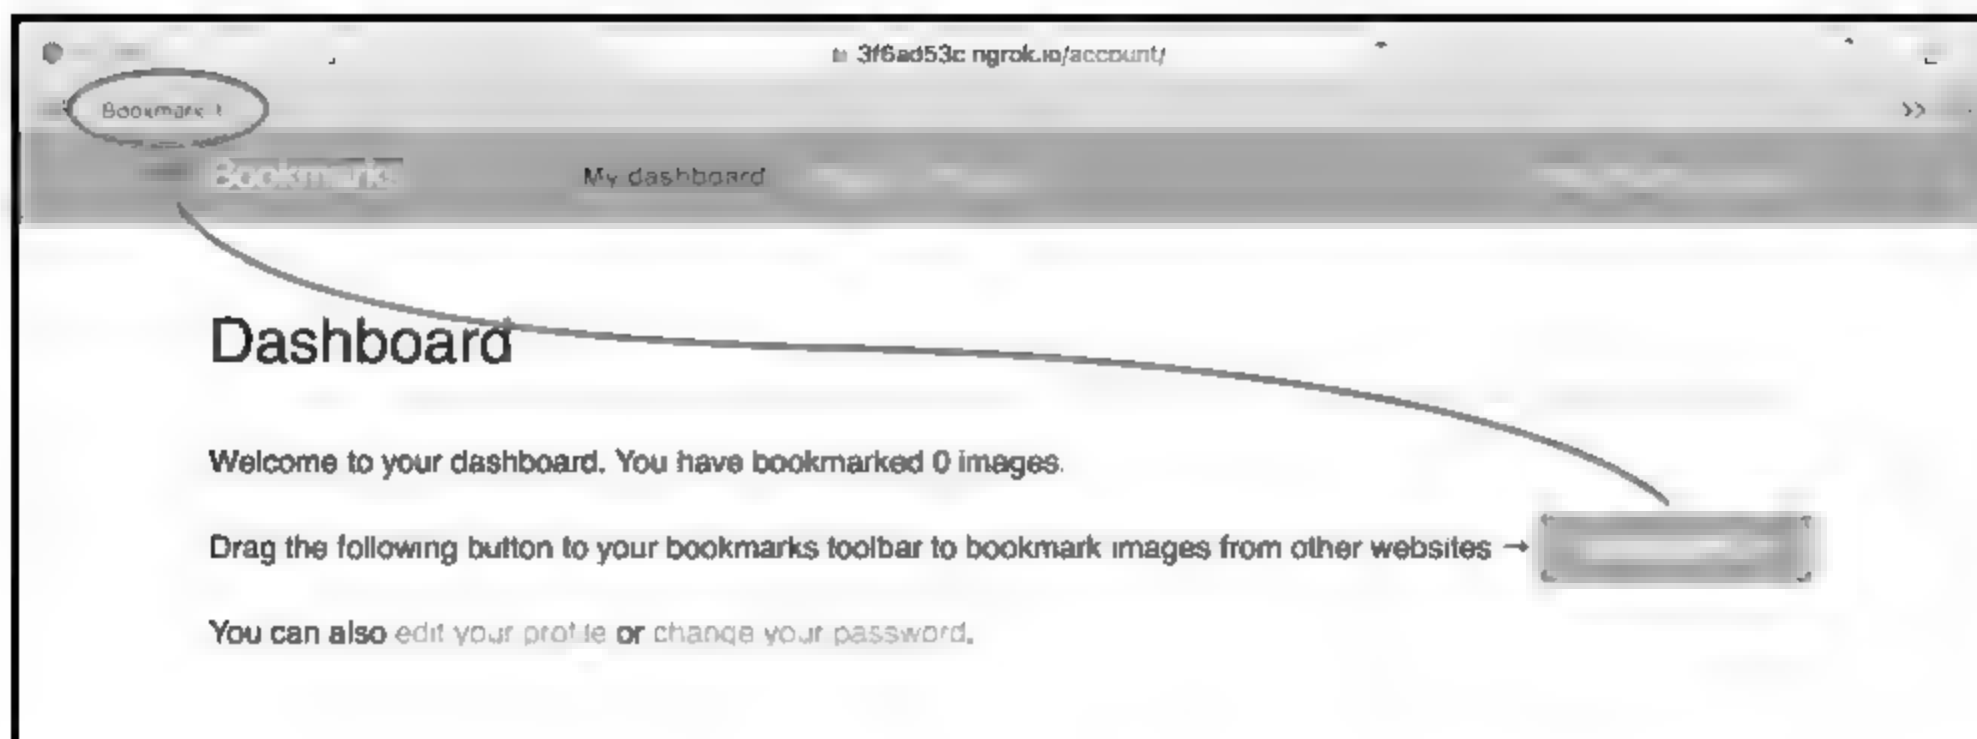 3f6ad53c.ngrok.io/account/
Bookmark it
>>
Bookmarks My dashboard
Dashboard
Welcome to your dashboard. You have bookmarked 0 images.
Drag the following button to your bookmarks toolbar to bookmark images from other websites →
You can also edit your profile or change your password.